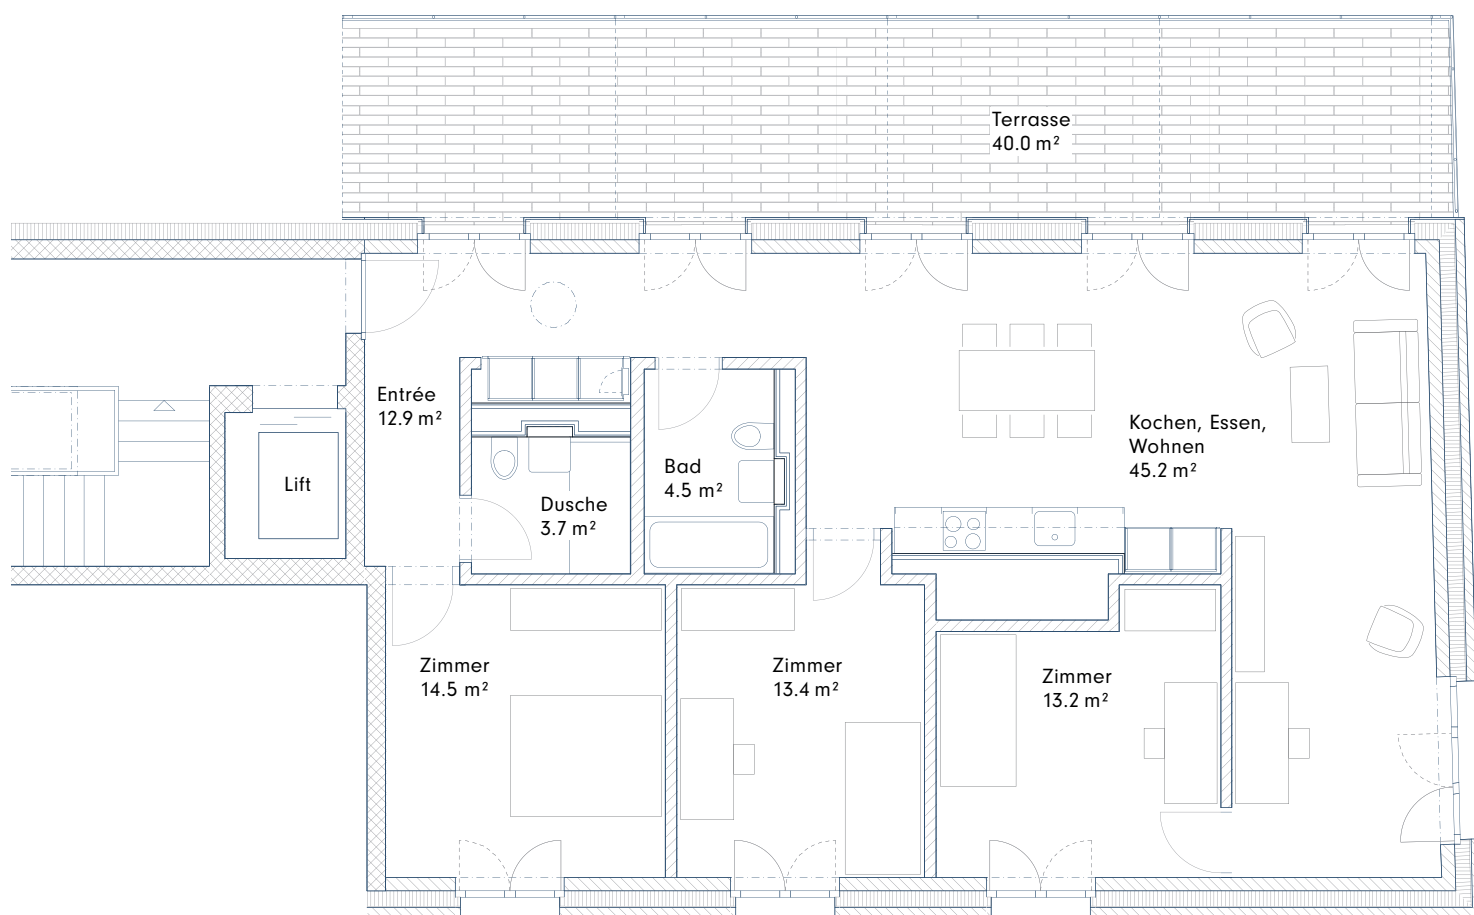 Terrasse
40.0 m²
Entrée
12.9 m²
Kochen, Essen,
Wohnen
45.2 m²
Bad
4.5 m²
Lift
Dusche
3.7 m²
Zimmer
14.5 m²
Zimmer
13.4 m²
Zimmer
13.2 m²